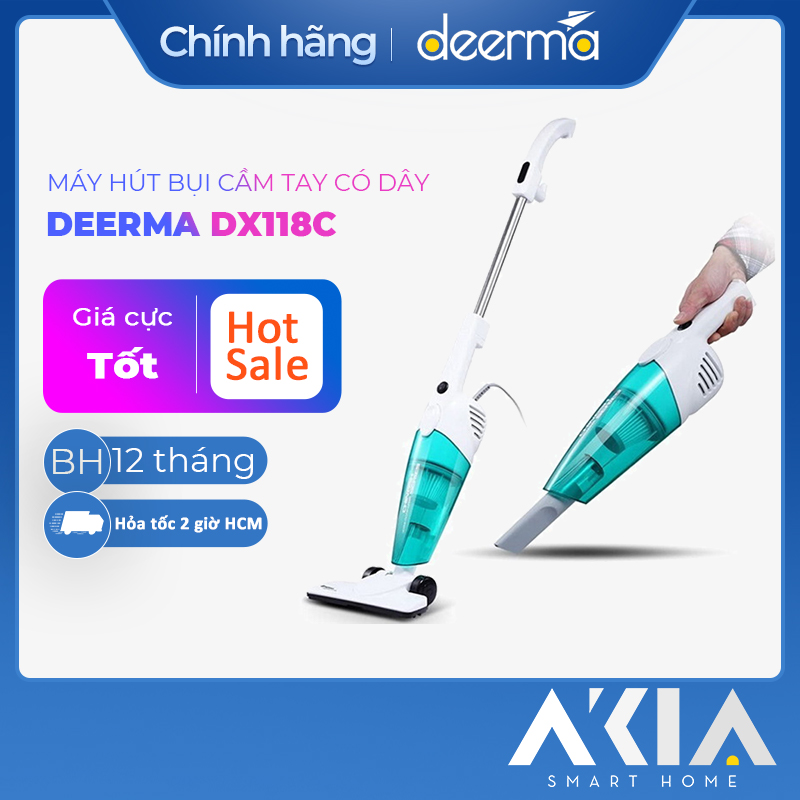 Chính hãng
deerma
MÁY HÚT BỤI CẦM TAY CÓ DÂY
DEERMA DX118C
Giá cực
Tốt
Hot
Sale
BH 12 tháng
Hỏa tốc 2 giờ HCM
AKIA
SMART HOME